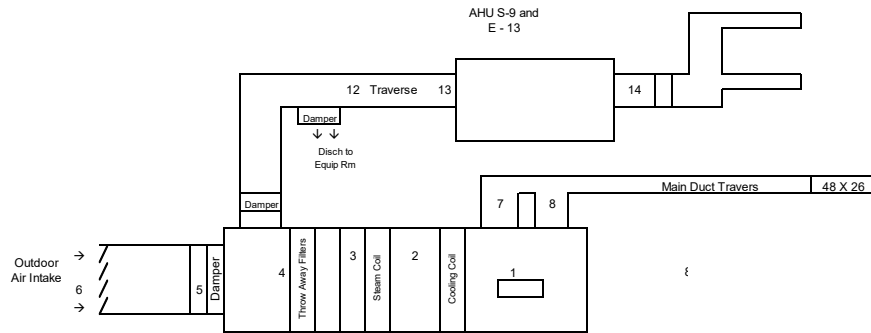 AHU S-9 and
E - 13
12 Traverse 13
14
Damper
Disch to
Equip Rm
Main Duct Travers 48 X 26
Damper
7 8
Outdoor
Air Intake
6
5
Damper
4
Throw Away Filters
3
Steam Coil
2
Cooling Coil
1